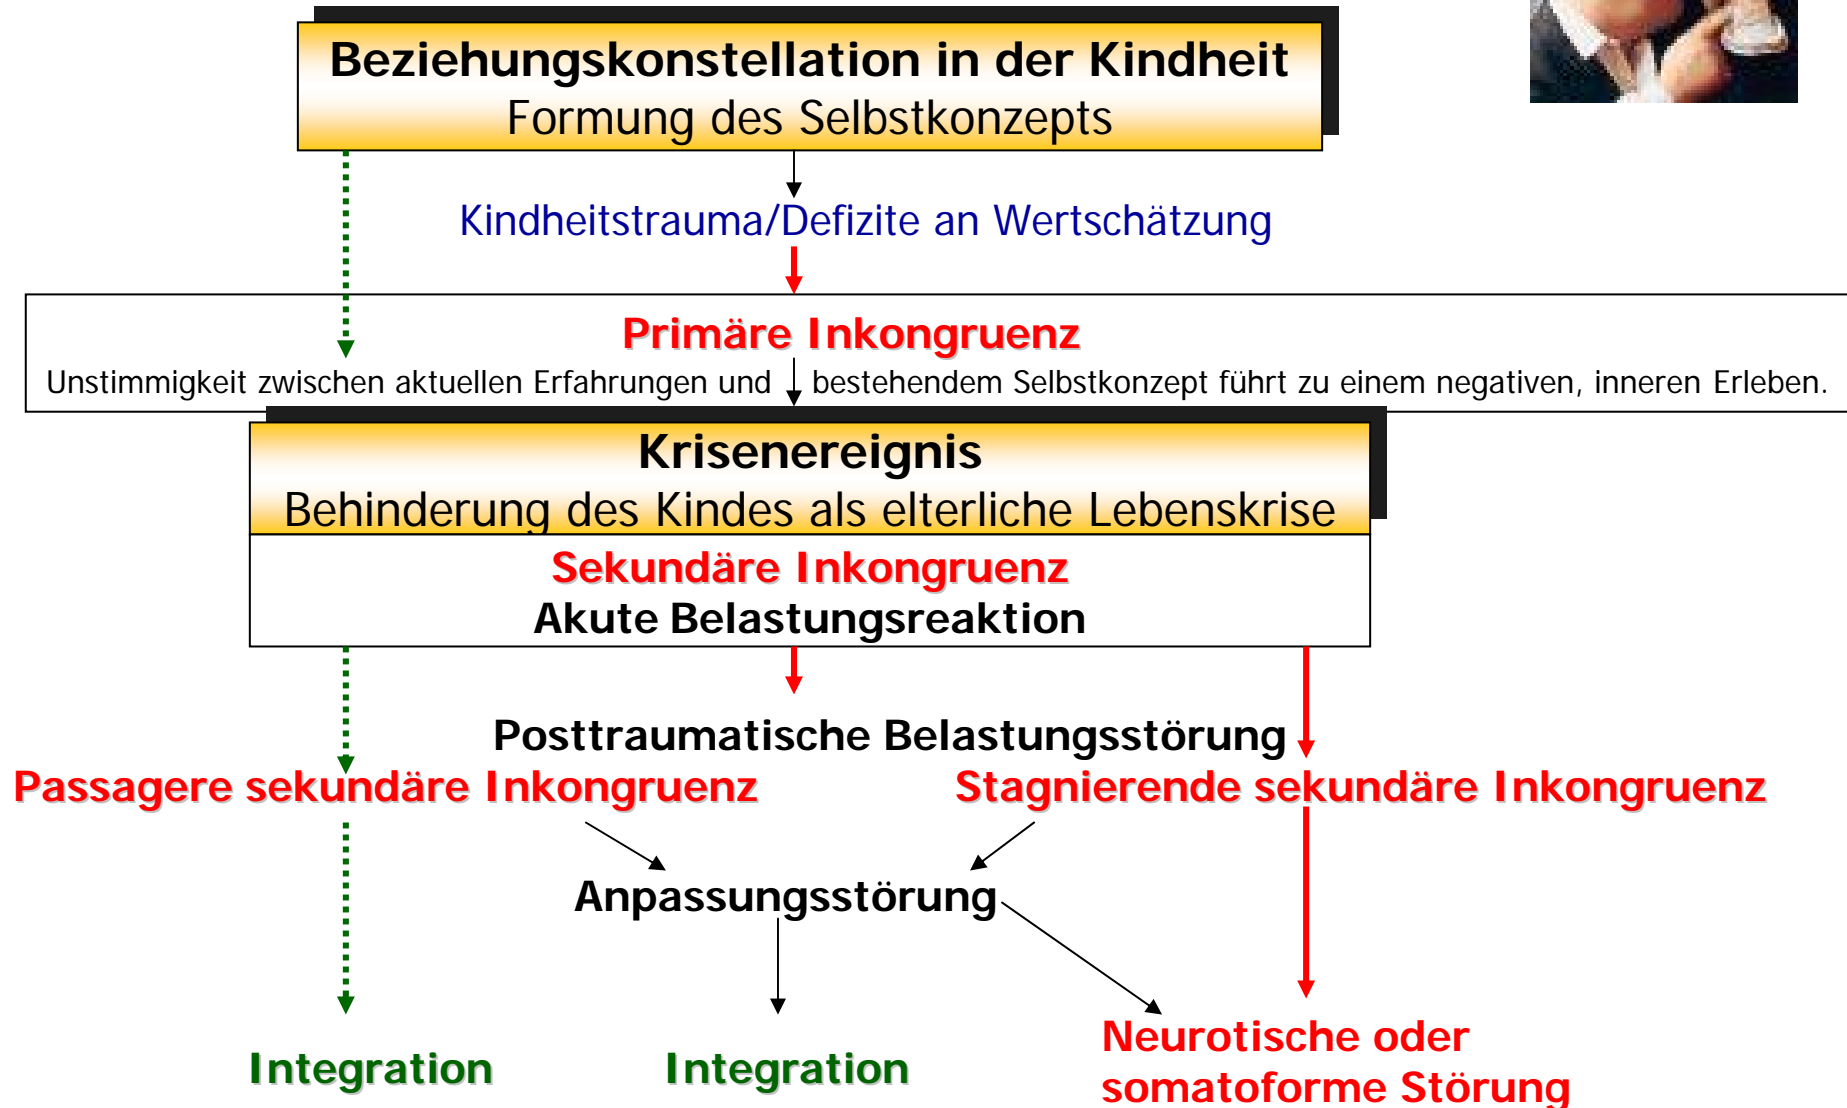 Beziehungskonstellation in der Kindheit
Formung des Selbstkonzepts
Kindheitstrauma/Defizite an Wertschätzung
Primäre Inkongruenz
Unstimmigkeit zwischen aktuellen Erfahrungen und bestehendem Selbstkonzept führt zu einem negativen, inneren Erleben.
Krisenereignis
Behinderung des Kindes als elterliche Lebenskrise
Sekundäre Inkongruenz
Akute Belastungsreaktion
Posttraumatische Belastungsstörung
Passagere sekundäre Inkongruenz
Stagnierende sekundäre Inkongruenz
Anpassungsstörung
Integration
Integration
Neurotische oder
somatoforme Störung